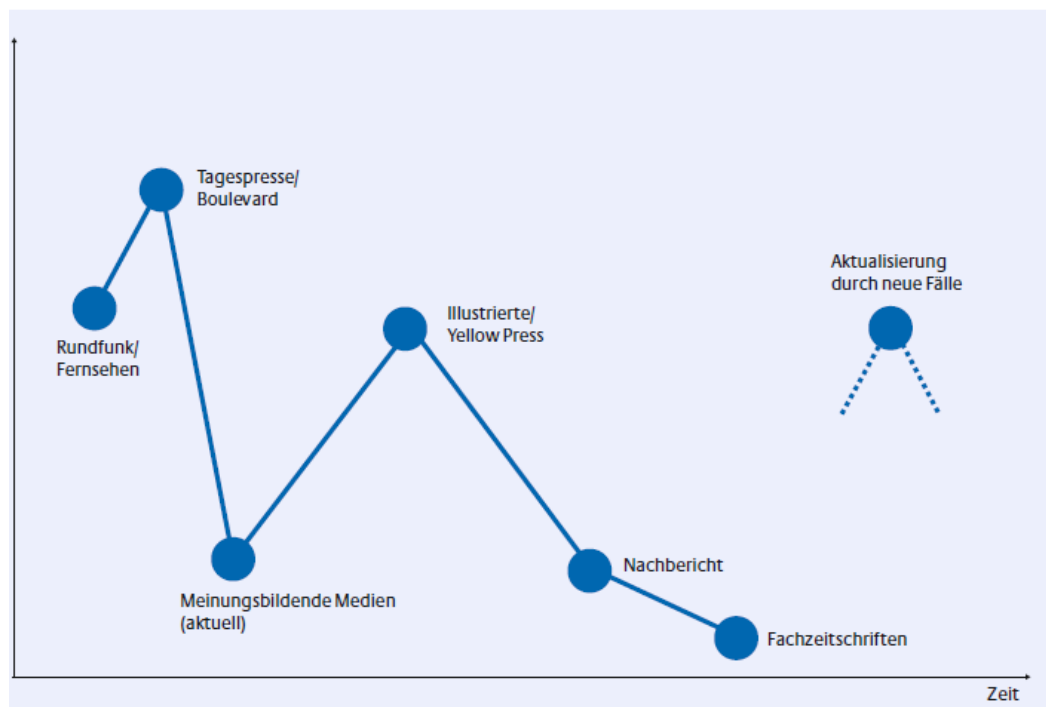 Tagespresse/
Boulevard
Rundfunk/
Fernsehen
Meinungsbildende Medien
(aktuell)
Illustrierte/
Yellow Press
Nachbericht
Fachzeitschriften
Aktualisierung
durch neue Fälle
Zeit